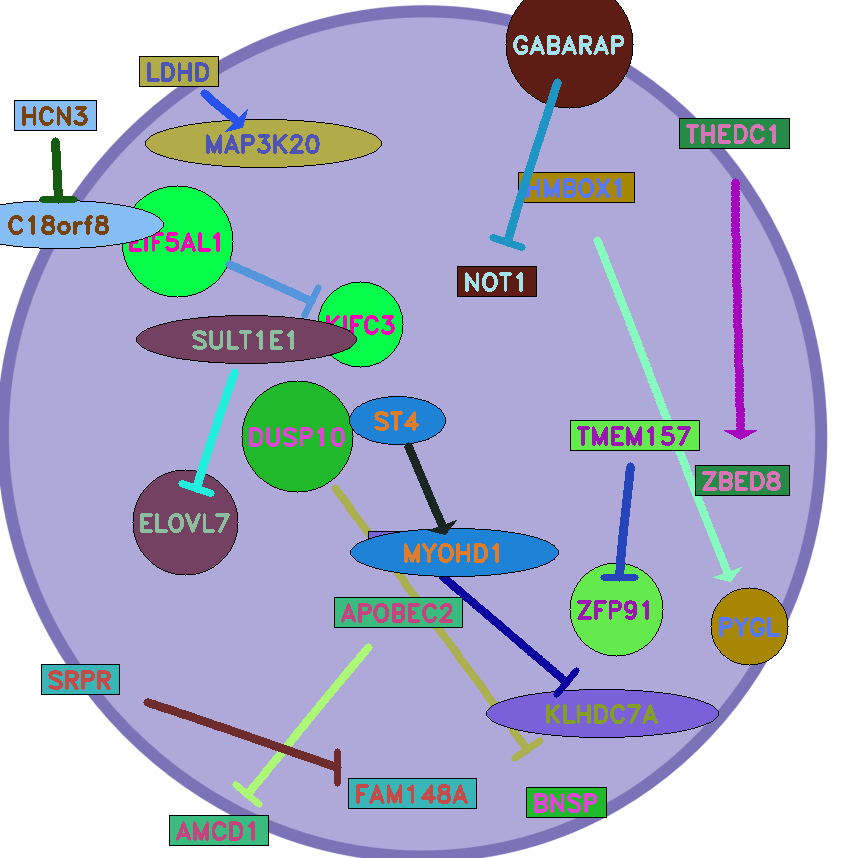 GABARAP
LDHD
HCN3
THEDC1
MAP3K20
HMBOX1
C18orf8
EIF5AL1
NOT1
KIFC3
SULT1E1
ST4
DUSP10
TMEM157
ZBED8
ELOVL7
MYOHD1
ZFP91
APOBEC2
PYGL
SRPR
KLHDC7A
FAM148A
BNSP
AMCD1